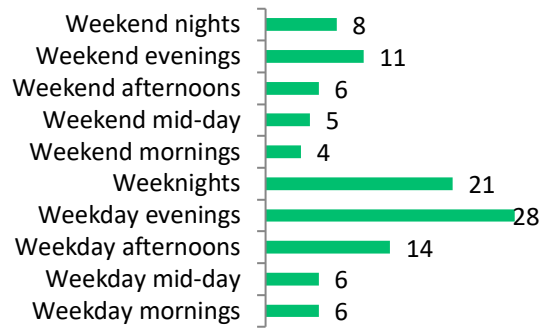 Weekend nights 8
Weekend evenings 11
Weekend afternoons 6
Weekend mid-day 5
Weekend mornings 4
Weeknights 21
Weekday evenings 28
Weekday afternoons 14
Weekday mid-day 6
Weekday mornings 6